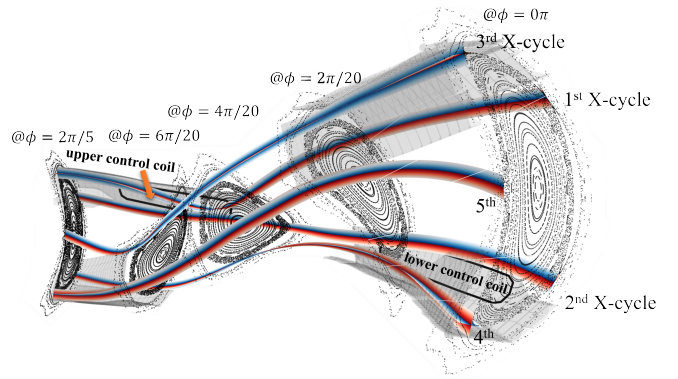 @ϕ = 0π
3rd X-cycle
@ϕ = 2π/20
1st X-cycle
@ϕ = 4π/20
@ϕ = 2π/5 @ϕ = 6π/20
upper control coil
5th
lower control coil
2nd X-cycle
4th